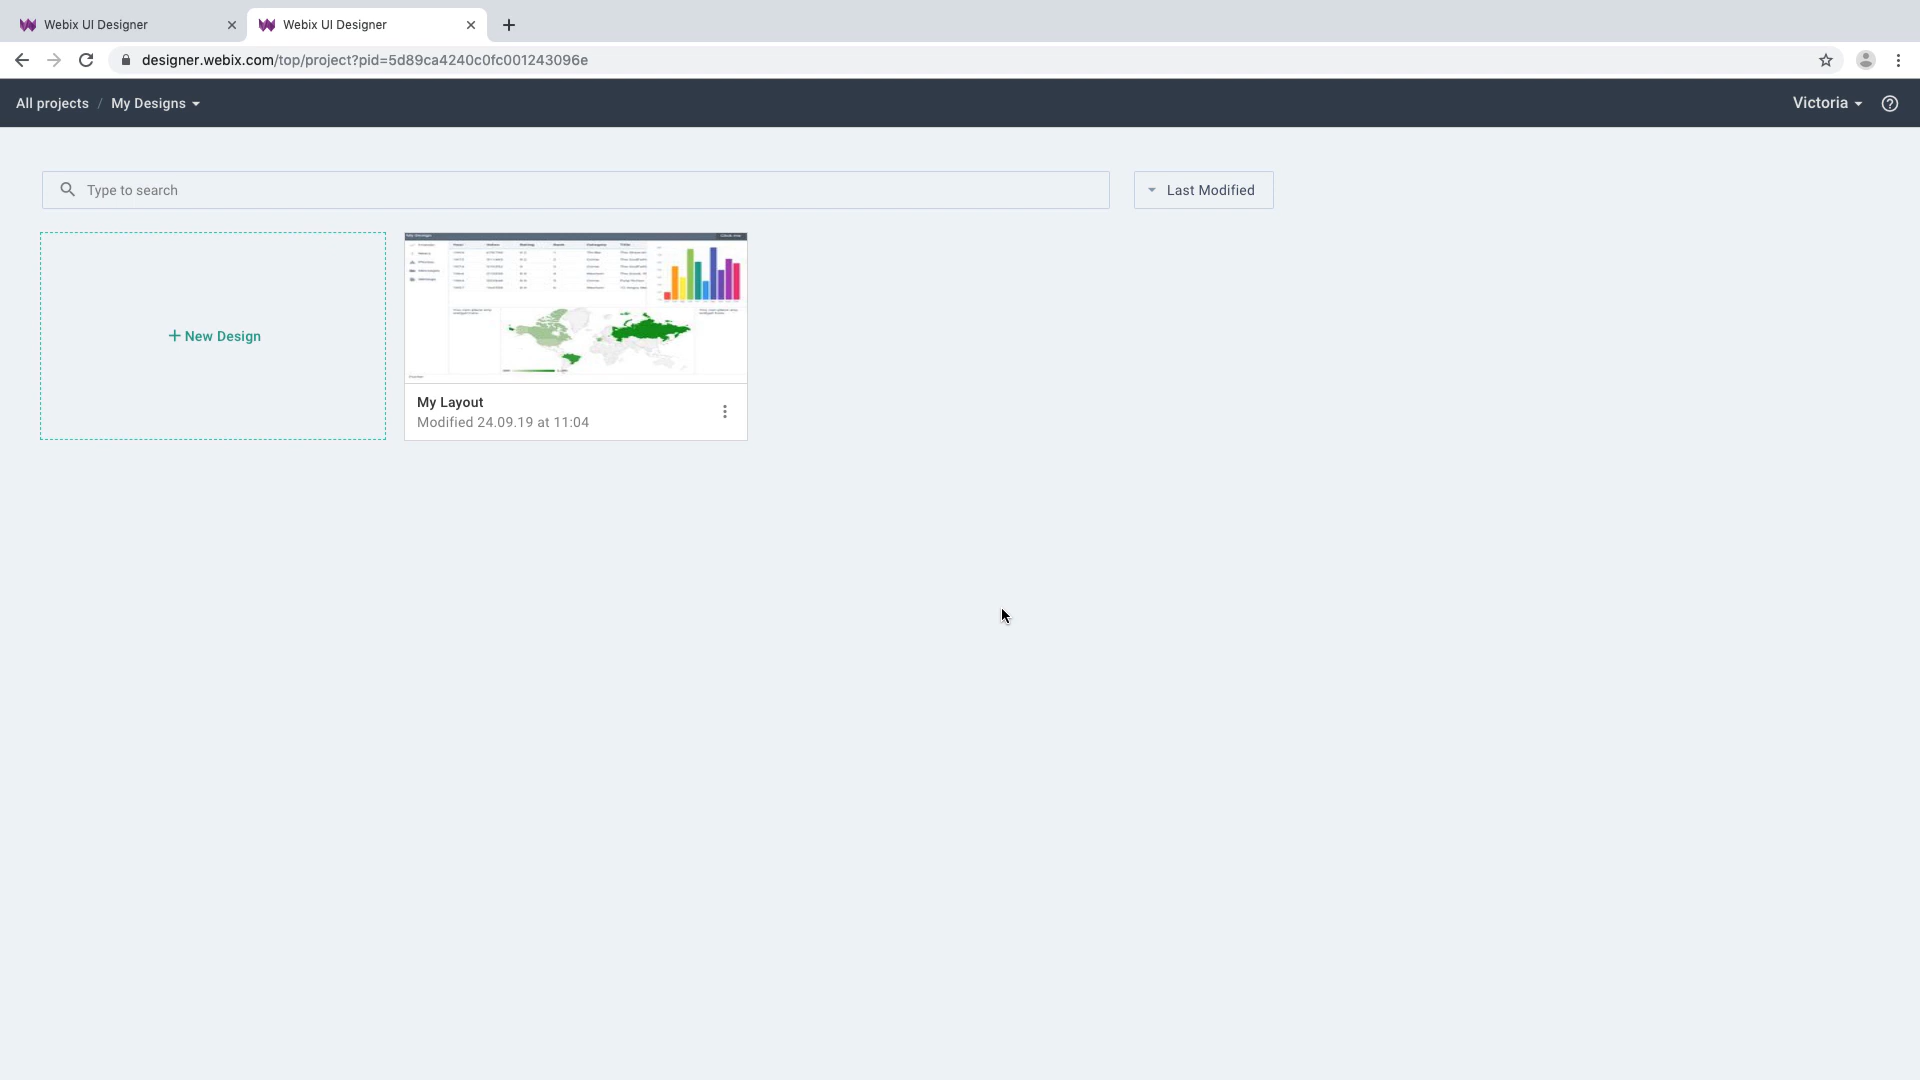 Webix UI Designer
Webix UI Designer
designer.webix.com/top/project?pid=5d89ca4240c0fc001243096e
All projects / My Designs
Victoria
Type to search
Last Modified
+ New Design
My Layout
Modified 24.09.19 at 11:04